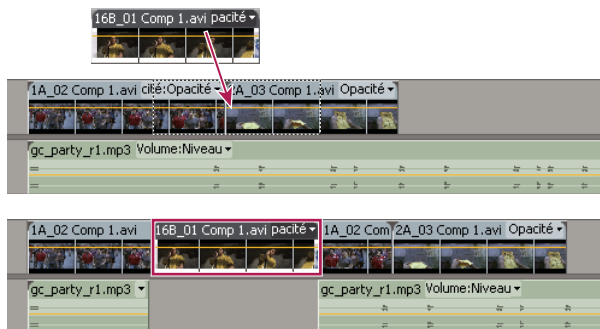 16B_01 Comp 1.avi pacité
1A_02 Comp 1.avi cité:Opacité 2A_03 Comp 1.avi Opacité
gc_party_r1.mp3 Volume:Niveau
1A_02 Comp 1.avi 16B_01 Comp 1.avi pacité 1A_02 Com 2A_03 Comp 1.avi Opacité
gc_party_r1.mp3 gc_party_r1.mp3 Volume:Niveau